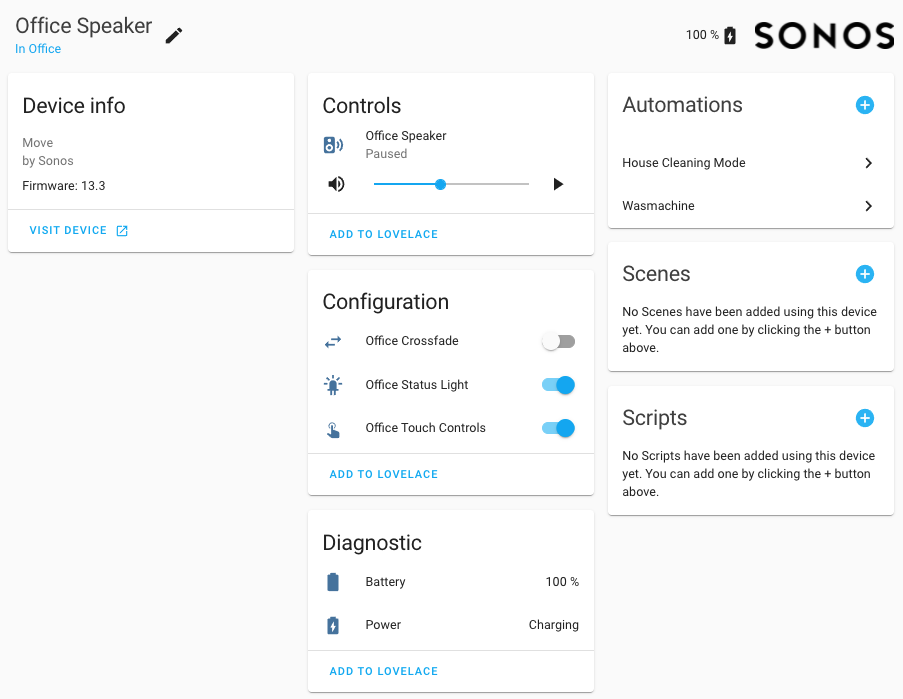 Office Speaker
In Office
100 %
SONOS
Device info
Move
by Sonos
Firmware: 13.3
VISIT DEVICE
Controls
Office Speaker
Paused
ADD TO LOVELACE
Configuration
Office Crossfade
Office Status Light
Office Touch Controls
ADD TO LOVELACE
Diagnostic
Battery 100 %
Power Charging
ADD TO LOVELACE
Automations
House Cleaning Mode
Wasmachine
Scenes
No Scenes have been added using this device
yet. You can add one by clicking the + button
above.
Scripts
No Scripts have been added using this device
yet. You can add one by clicking the + button
above.